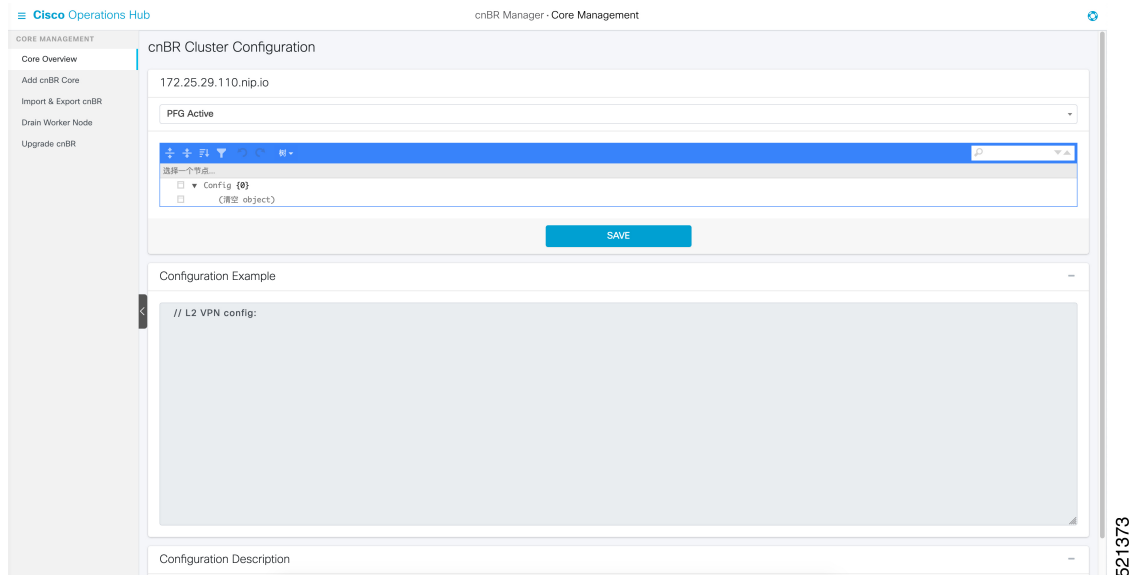 Cisco Operations Hub
cnBR Manager · Core Management
CORE MANAGEMENT
Core Overview
Add cnBR Core
Import & Export cnBR
Drain Worker Node
Upgrade cnBR
cnBR Cluster Configuration
172.25.29.110.nip.io
PFG Active
树
选择一个节点...
Config {0}
(清空 object)
SAVE
Configuration Example
// L2 VPN config:
Configuration Description
521373